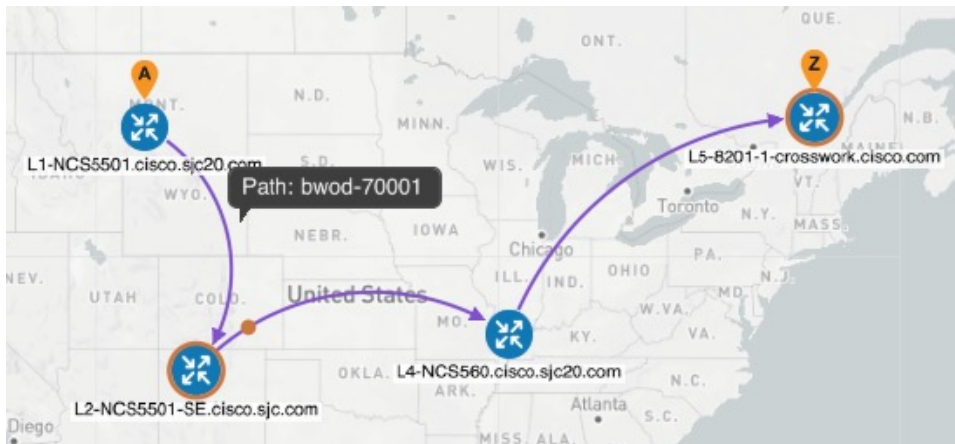 QUE.
ONT.
A
Z
MONT.
N.D.
MINN.
N.B.
L1-NCS5501.cisco.sjc20.com
S.D.
WIS.
MICH.
L5-8201-1-crosswork.cisco.com
MAINE
IDAHO
WYO.
Path: bwod-70001
Toronto
VT.
N.Y.
MASS.
NEBR.
IOWA
Chicago
NEV.
UTAH
COLO.
United States
ILL.
IND.
OHIO
PA.
N.J.
MD.
MO.
W.VA.
KY.
VA.
L2-NCS5501-SE.cisco.sjc.com
OKLA.
L4-NCS560.cisco.sjc20.com
ARK.
N.C.
Atlanta
S.C.
Diego
MISS.
ALA.